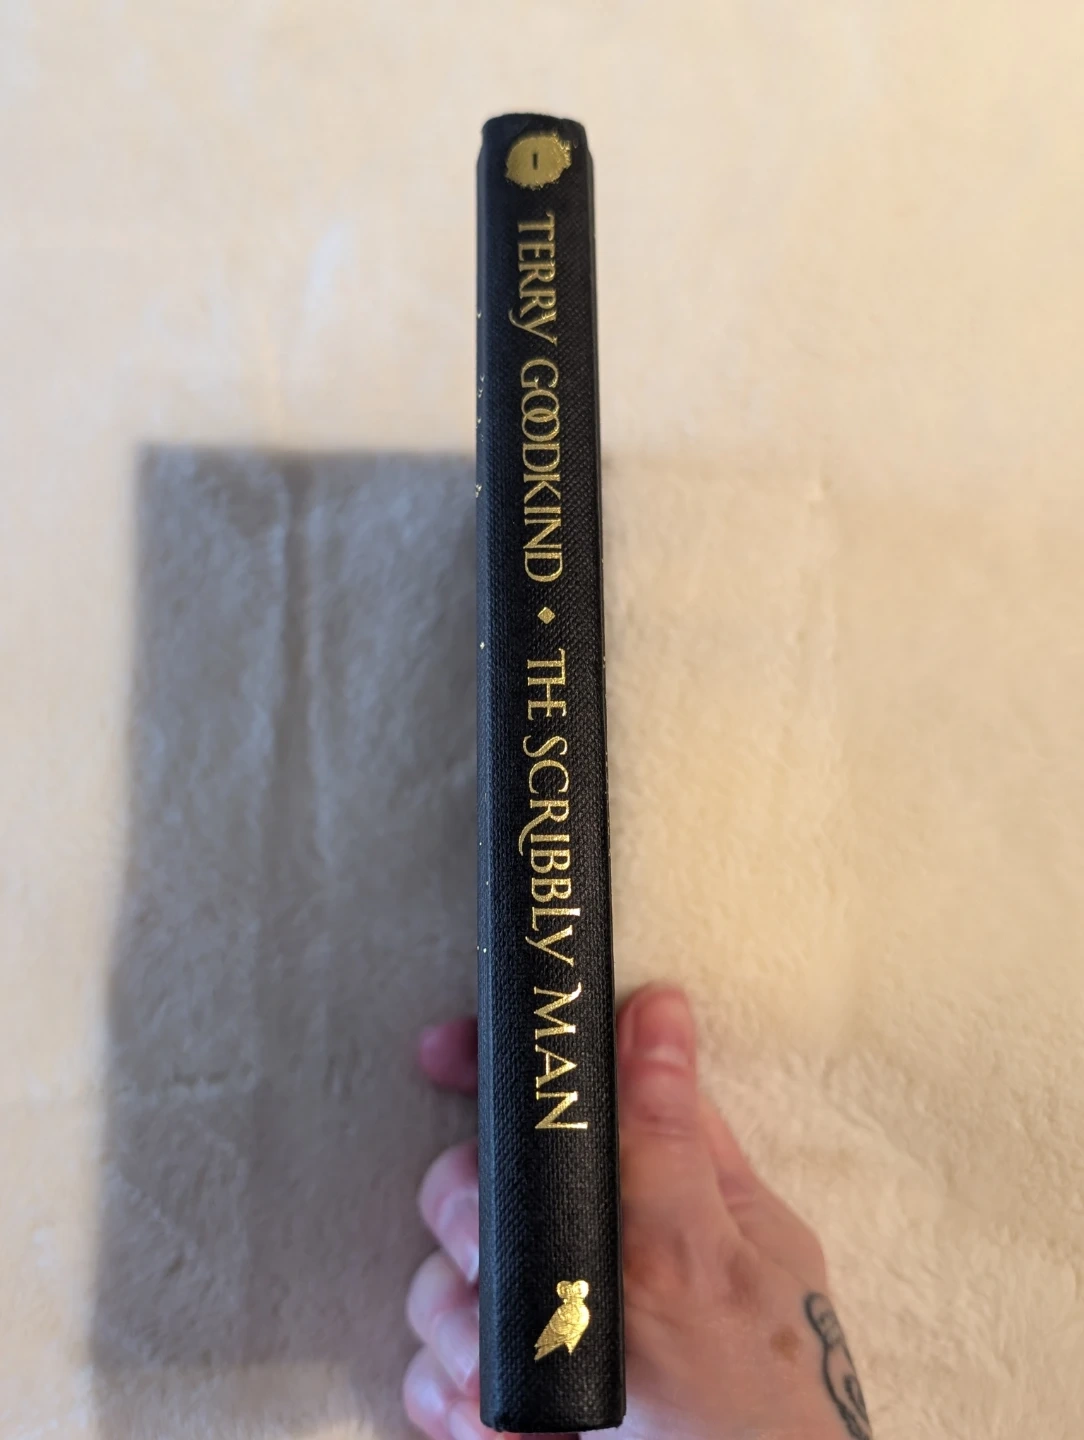 I
TERRY GOODKIND ◆ THE SCRIBBLY MAN